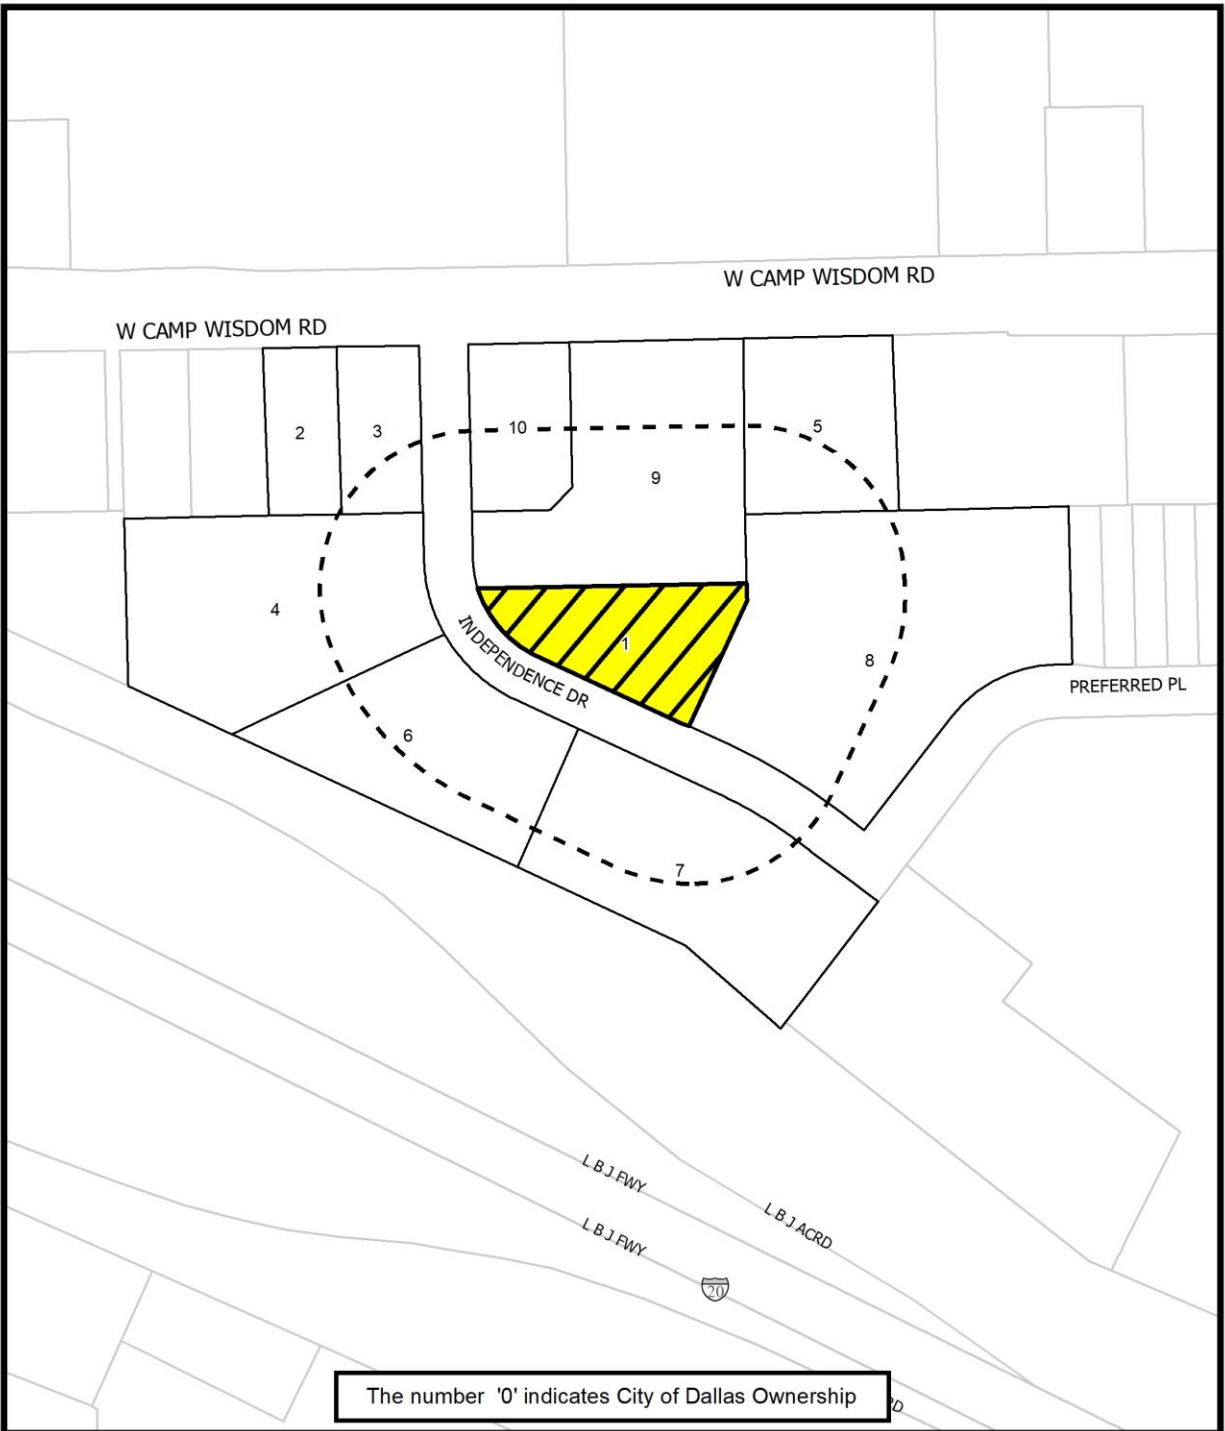 W CAMP WISDOM RD
W CAMP WISDOM RD
10
5
2
3
9
4
1
INDEPENDENCE DR
8
PREFERRED PL
6
7
L B J FWY
L B J ACRD
L B J FWY
20
The number '0' indicates City of Dallas Ownership